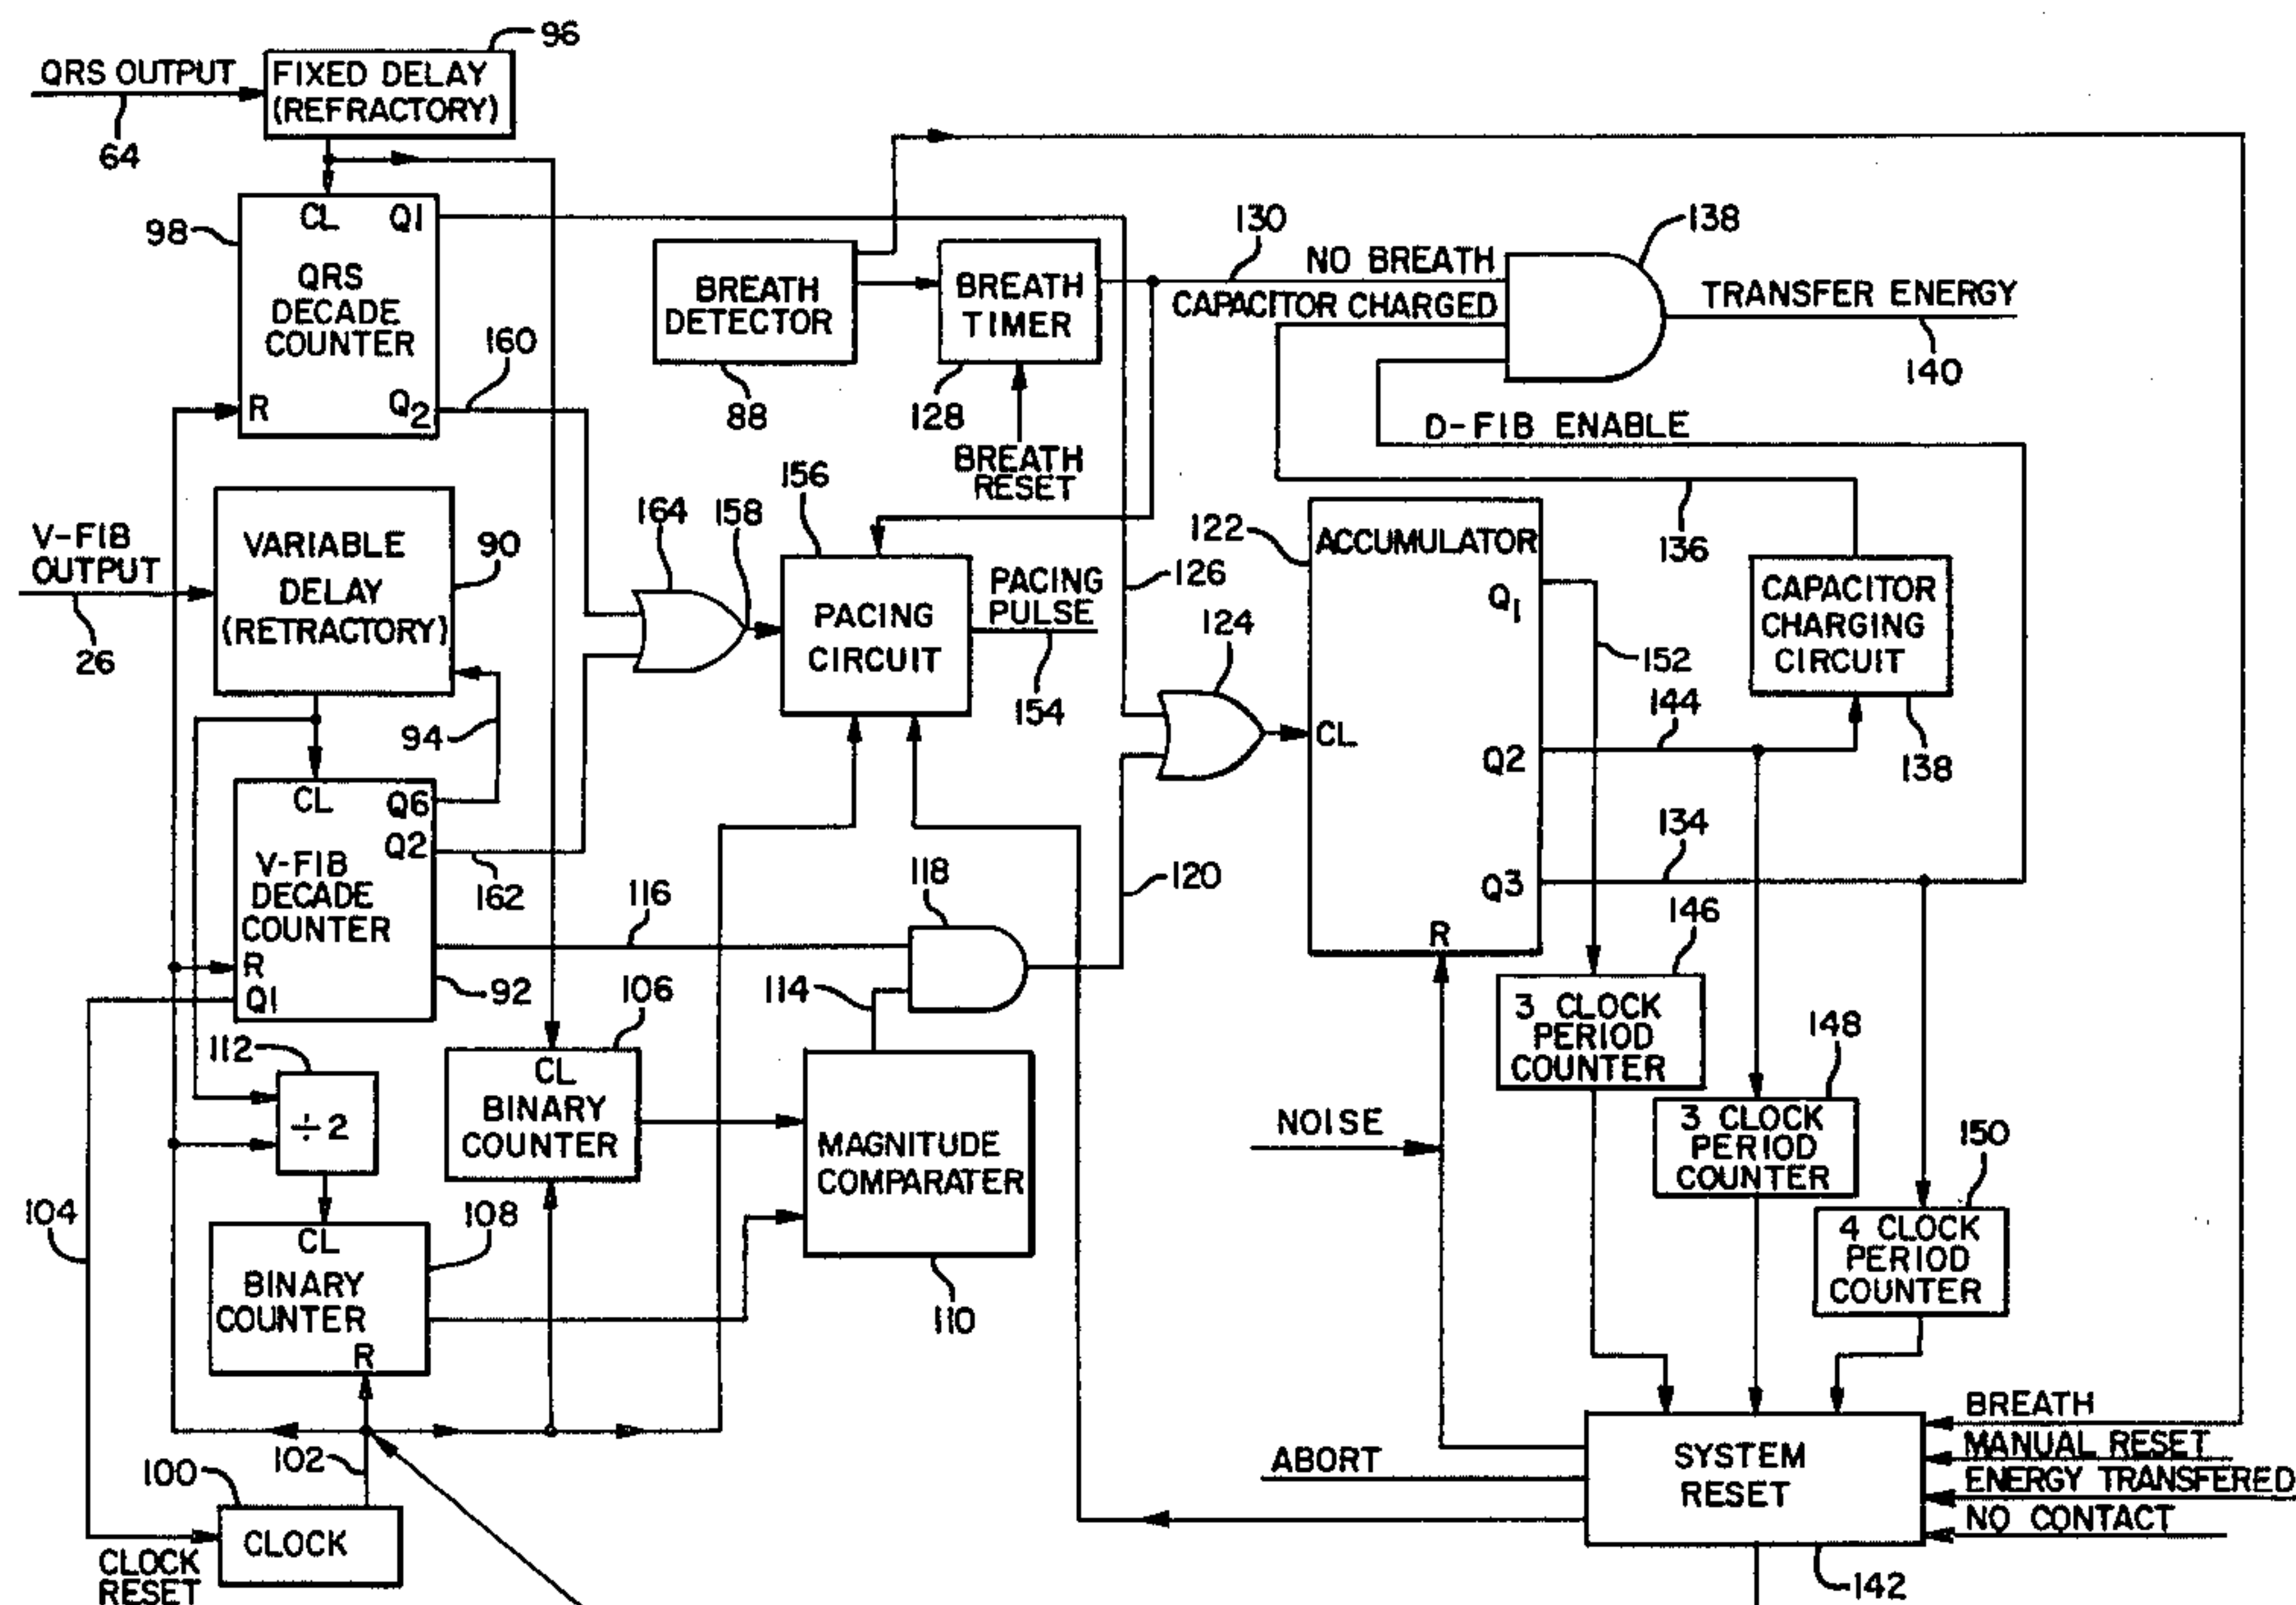 96
QRS OUTPUT
FIXED DELAY
(REFRACTORY)
64
CL
Q1
98
QRS
DECADE
COUNTER
160
R
Q2
BREATH
DETECTOR
88
BREATH
TIMER
128
BREATH
RESET
130
NO BREATH
CAPACITOR CHARGED
138
TRANSFER ENERGY
140
D-FIB ENABLE
V-FIB
OUTPUT
26
VARIABLE
DELAY
(RETRACTORY)
90
94
164
158
156
PACING
CIRCUIT
PACING
PULSE
154
126
124
122
ACCUMULATOR
Q1
CL
Q2
Q3
R
136
CAPACITOR
CHARGING
CIRCUIT
138
152
144
134
CL
Q6
Q2
V-FIB
DECADE
COUNTER
R
Q1
92
162
116
118
120
114
146
3 CLOCK
PERIOD
COUNTER
148
3 CLOCK
PERIOD
COUNTER
150
4 CLOCK
PERIOD
COUNTER
112
÷2
106
CL
BINARY
COUNTER
MAGNITUDE
COMPARATER
110
NOISE
104
CL
108
BINARY
COUNTER
R
102
100
CLOCK
CLOCK
RESET
ABORT
SYSTEM
RESET
BREATH
MANUAL RESET
ENERGY TRANSFERED
NO CONTACT
142